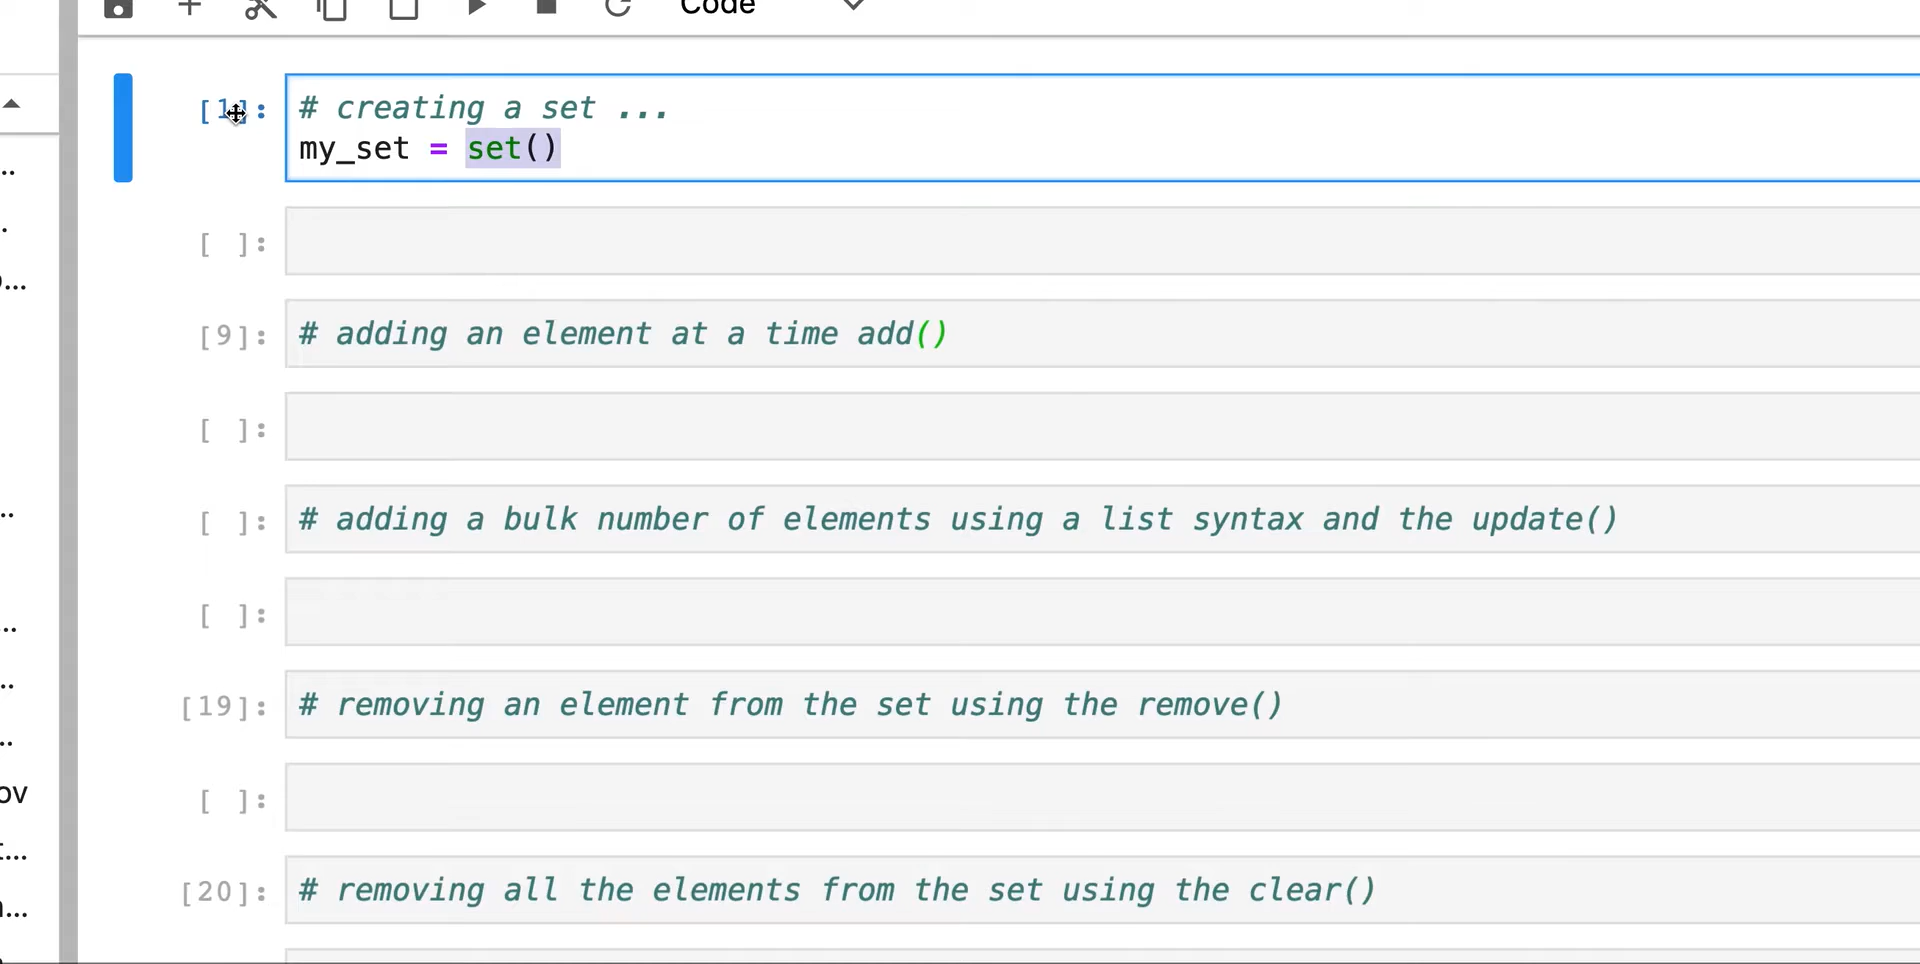 Code
[1]: # creating a set ...
my_set = set()
[ ]:
[9]: # adding an element at a time add()
[ ]:
[ ]: # adding a bulk number of elements using a list syntax and the update()
[ ]:
[19]: # removing an element from the set using the remove()
[ ]:
[20]: # removing all the elements from the set using the clear()